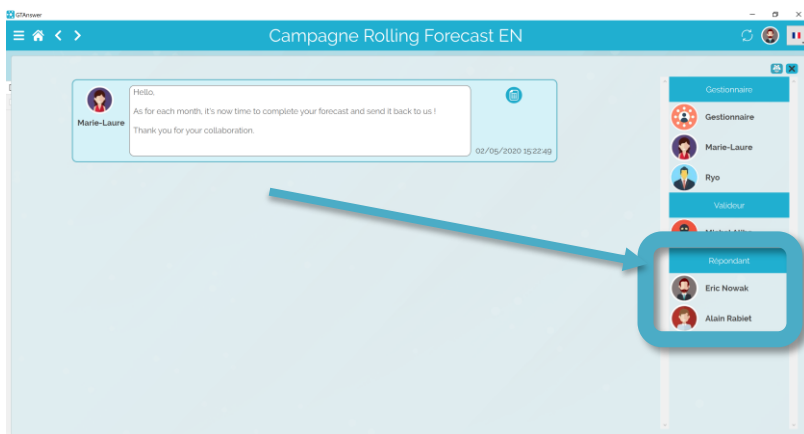 GTAnswer
Campagne Rolling Forecast EN
Hello,
As for each month, it's now time to complete your forecast and send it back to us !
Thank you for your collaboration.
Marie-Laure
02/05/2020 15:22:49
Gestionnaire
Gestionnaire
Marie-Laure
Ryo
Valideur
Répondant
Eric Nowak
Alain Rabiet